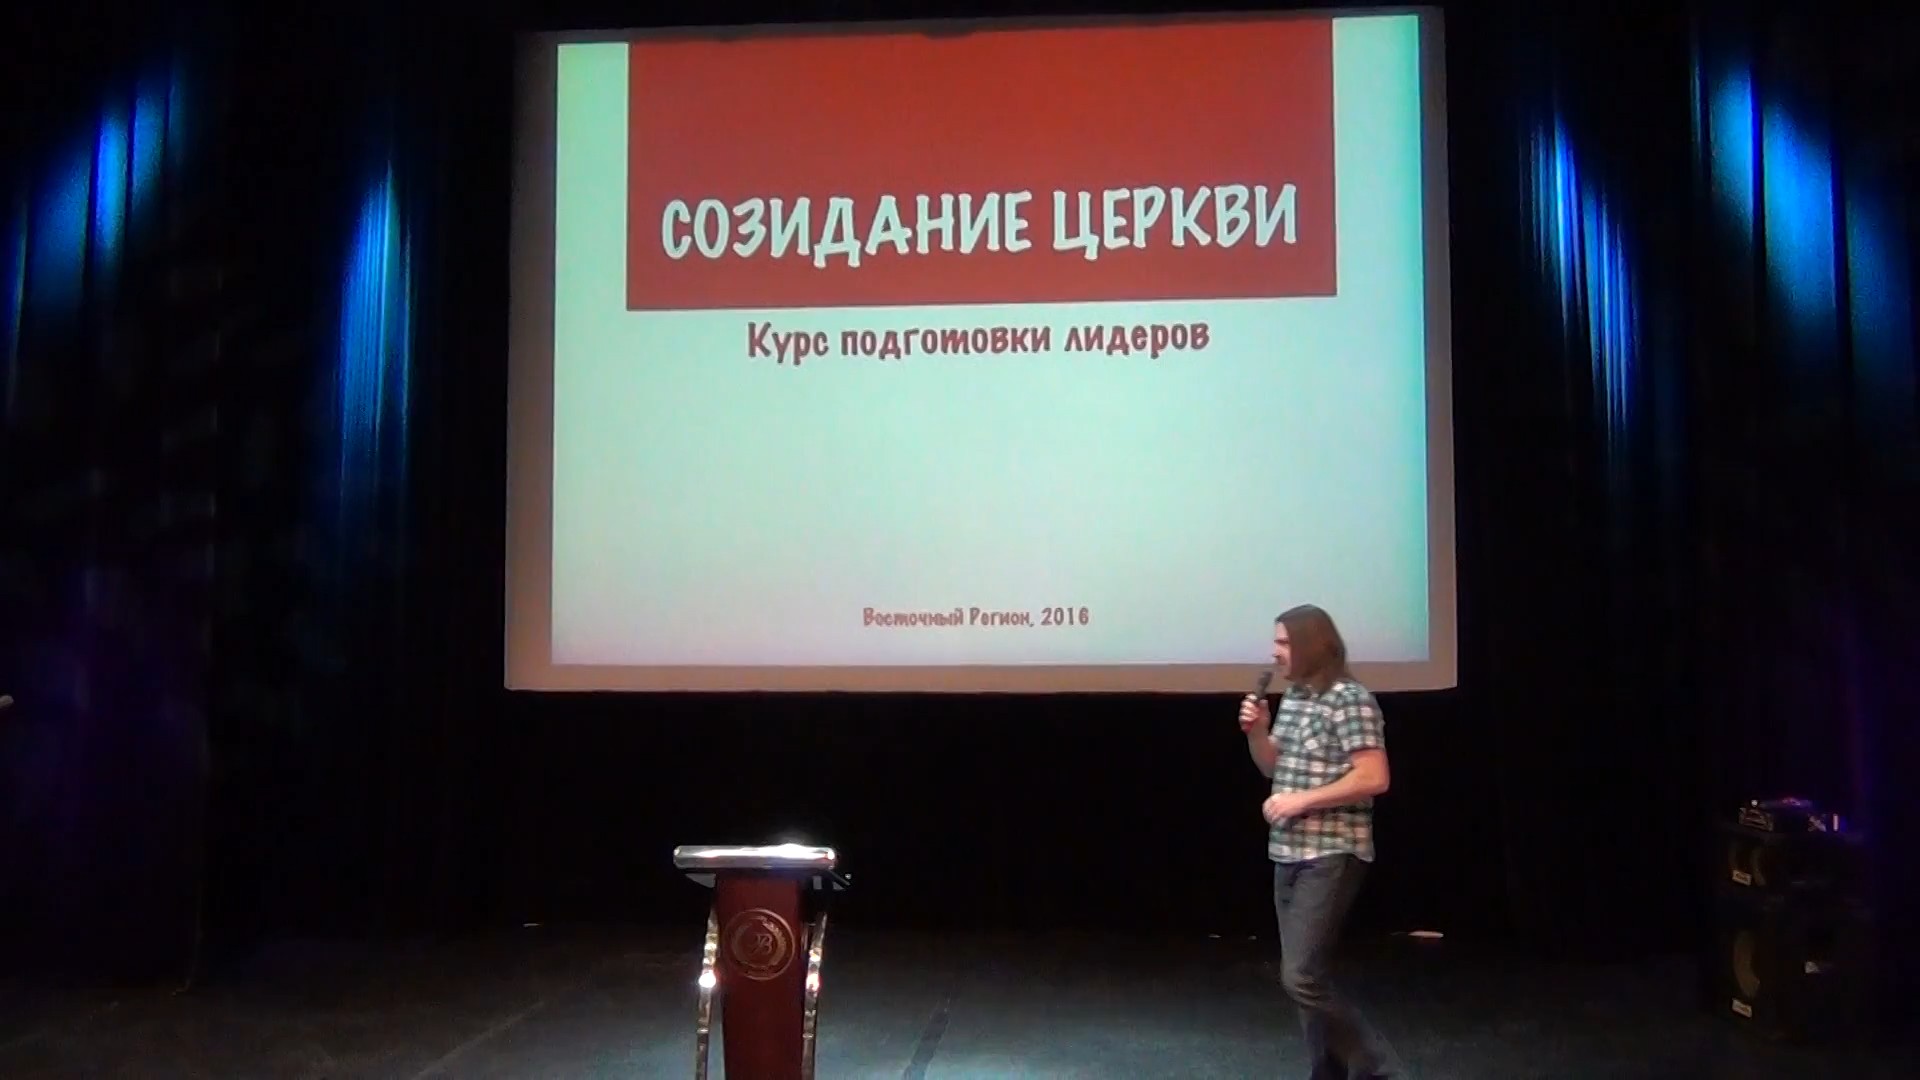 СОЗИДАНИЕ ЦЕРКВИ
Курс подготовки лидеров
Восточный Регион, 2016